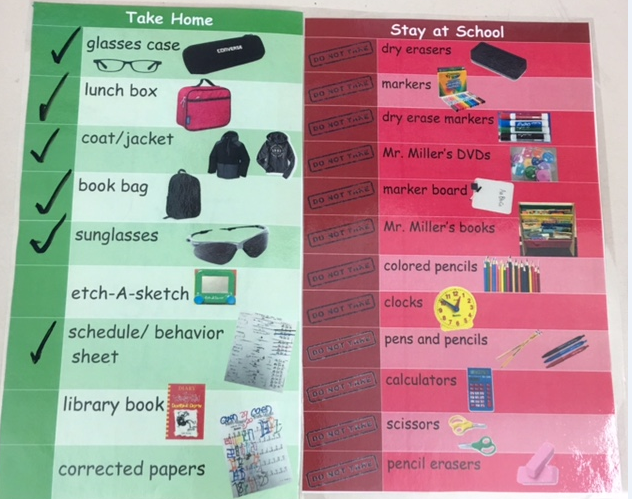 Take Home
glasses case
CONVERSE
lunch box
coat/jacket
book bag
sunglasses
etch-A-sketch
schedule/ behavior
sheet
library book
corrected papers
Stay at School
DO NOT TAKE
dry erasers
DO NOT TAKE
markers
DO NOT TAKE
dry erase markers
DO NOT TAKE
Mr. Miller's DVDs
DO NOT TAKE
marker board
DO NOT TAKE
Mr. Miller's books
DO NOT TAKE
colored pencils
DO NOT TAKE
clocks
DO NOT TAKE
pens and pencils
DO NOT TAKE
calculators
DO NOT TAKE
scissors
DO NOT TAKE
pencil erasers